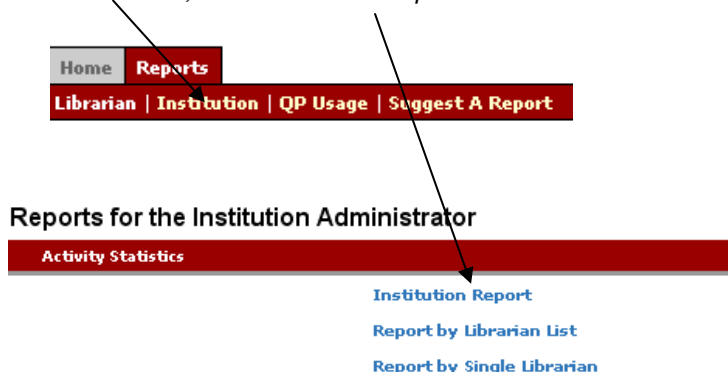 Home Reports
Librarian | Institution | QP Usage | Suggest A Report
Reports for the Institution Administrator
Activity Statistics
Institution Report
Report by Librarian List
Report by Single Librarian